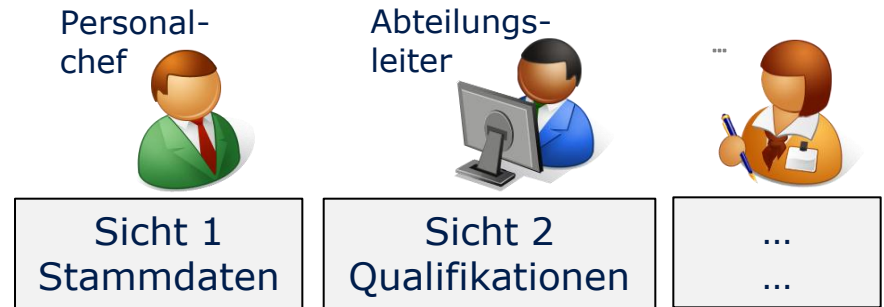 Personal-
chef
Abteilungs-
leiter
...
Sicht 1
Stammdaten
Sicht 2
Qualifikationen
...
...